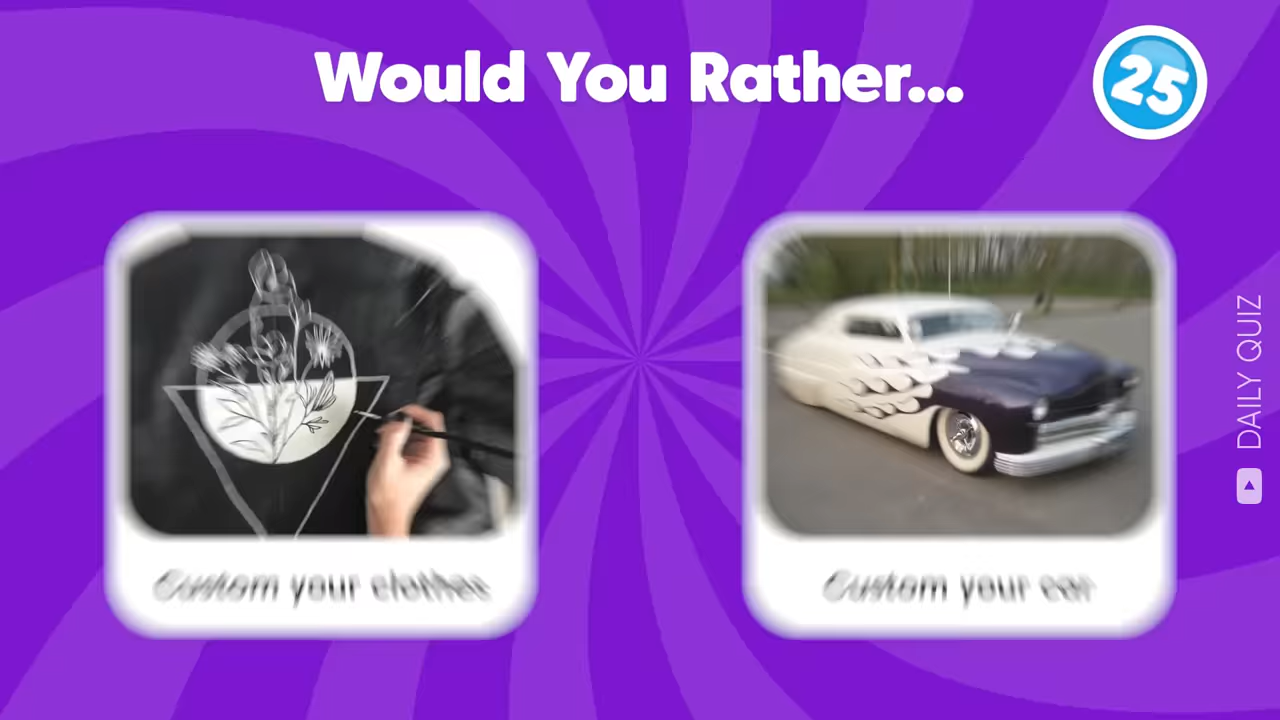 Would You Rather...
25
Custom your clothes
Custom your car
DAILY QUIZ